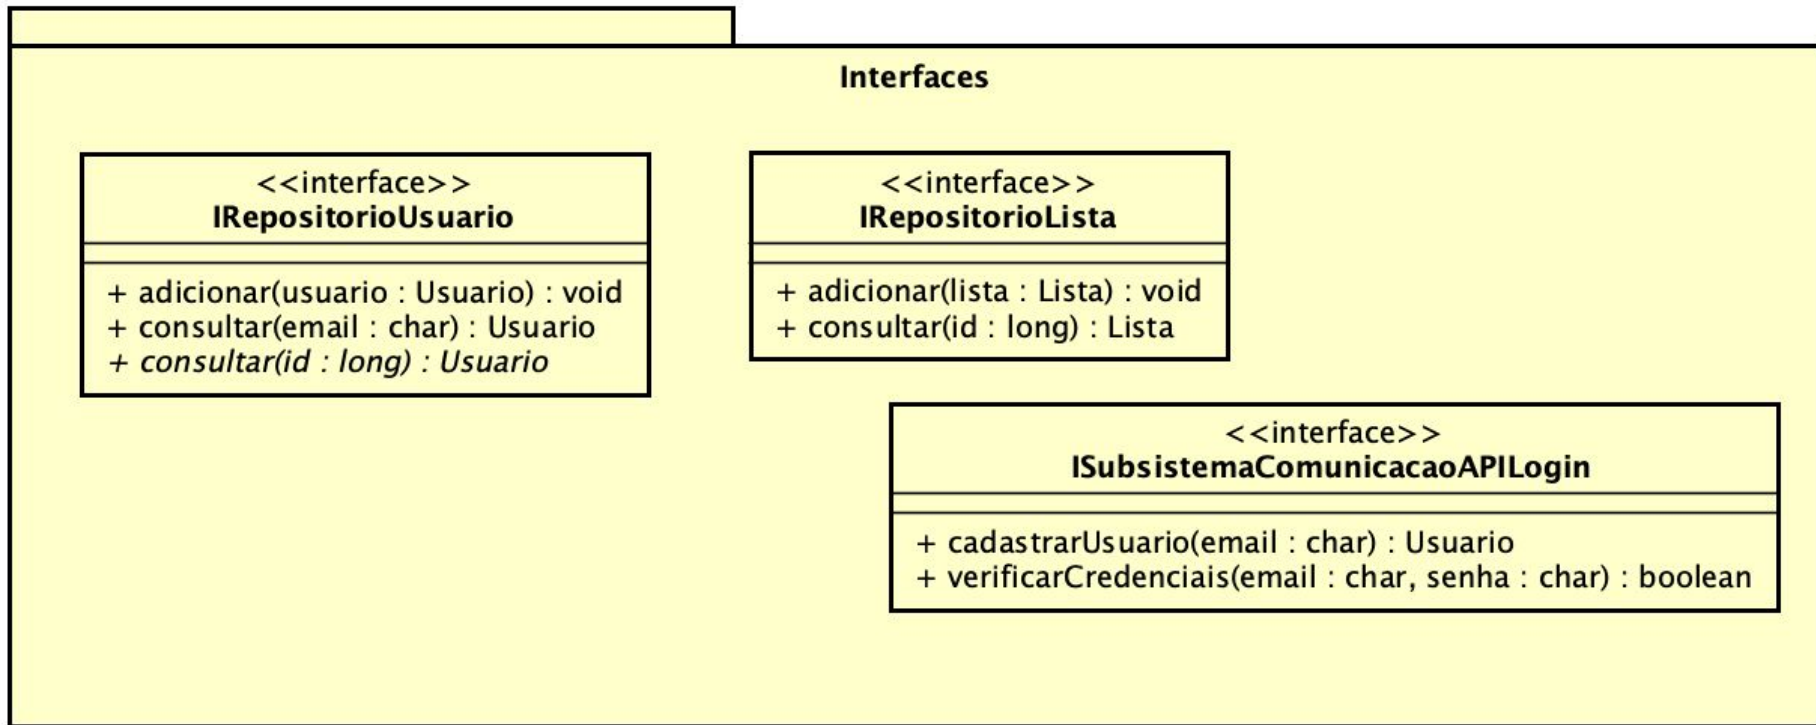 Interfaces
<<interface>>
IRepositorioUsuario
+ adicionar(usuario : Usuario) : void
+ consultar(email : char) : Usuario
+ consultar(id : long) : Usuario
<<interface>>
IRepositorioLista
+ adicionar(lista : Lista) : void
+ consultar(id : long) : Lista
<<interface>>
ISubsistemaComunicacaoAPILogin
+ cadastrarUsuario(email : char) : Usuario
+ verificarCredenciais(email : char, senha : char) : boolean